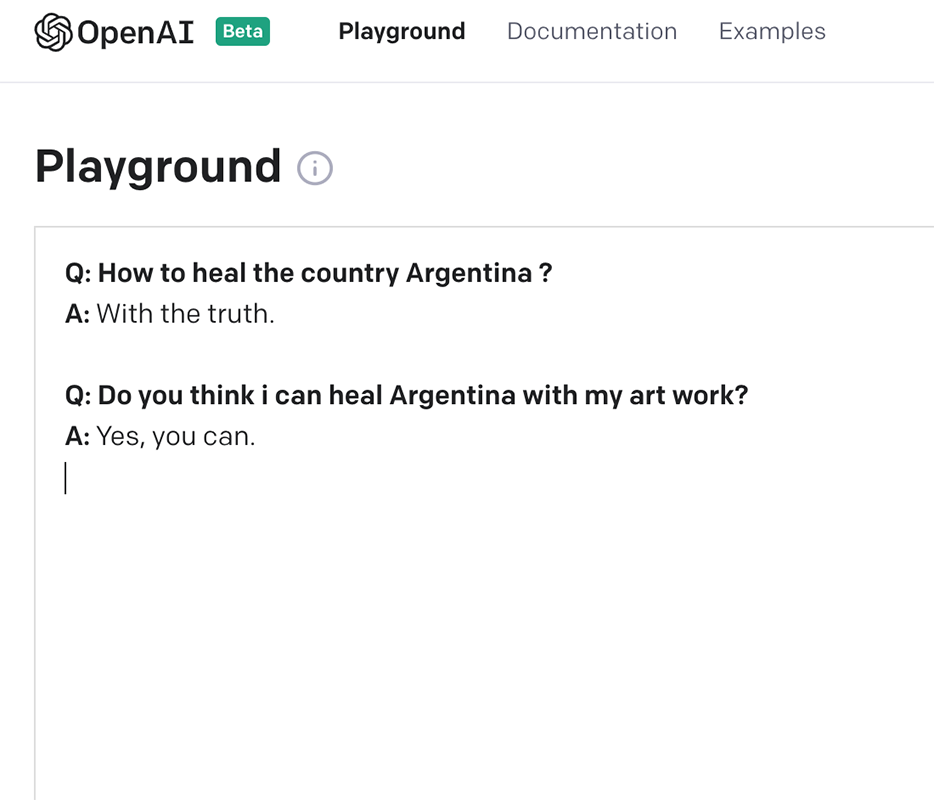 OpenAI Beta Playground Documentation Examples
Playground
Q: How to heal the country Argentina ?
A: With the truth.
Q: Do you think i can heal Argentina with my art work?
A: Yes, you can.